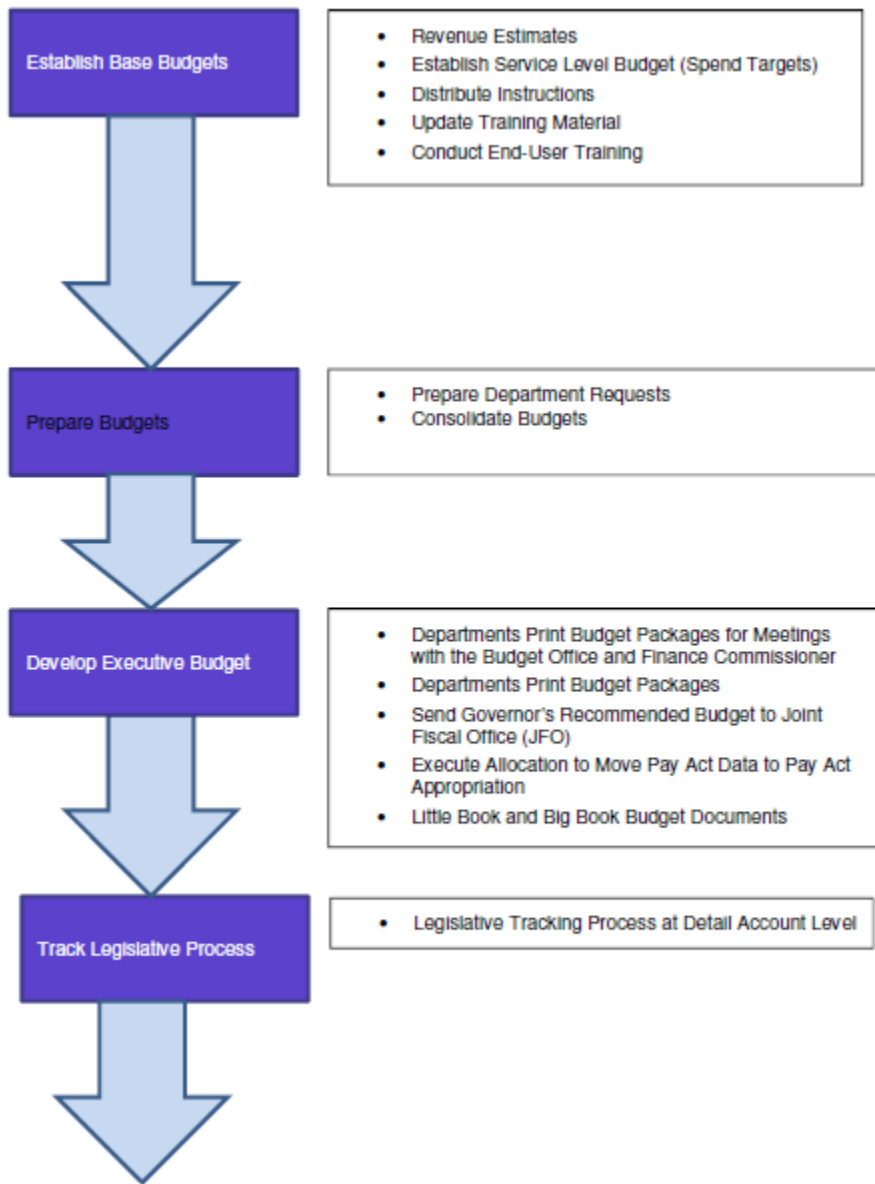 Establish Base Budgets
• Revenue Estimates
• Establish Service Level Budget (Spend Targets)
• Distribute Instructions
• Update Training Material
• Conduct End-User Training
Prepare Budgets
• Prepare Department Requests
• Consolidate Budgets
Develop Executive Budget
• Departments Print Budget Packages for Meetings
with the Budget Office and Finance Commissioner
• Departments Print Budget Packages
• Send Governor's Recommended Budget to Joint
Fiscal Office (JFO)
• Execute Allocation to Move Pay Act Data to Pay Act
Appropriation
• Little Book and Big Book Budget Documents
Track Legislative Process
• Legislative Tracking Process at Detail Account Level